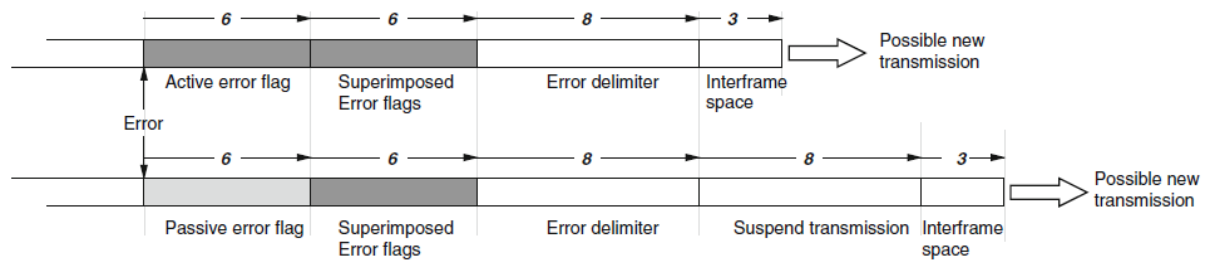 6 6 8 3
Possible new
transmission
Active error flag Superimposed Error delimiter Interframe
Error flags space
Error
6 6 8 8 3
Possible new
transmission
Passive error flag Superimposed Error delimiter Suspend transmission Interframe
Error flags space